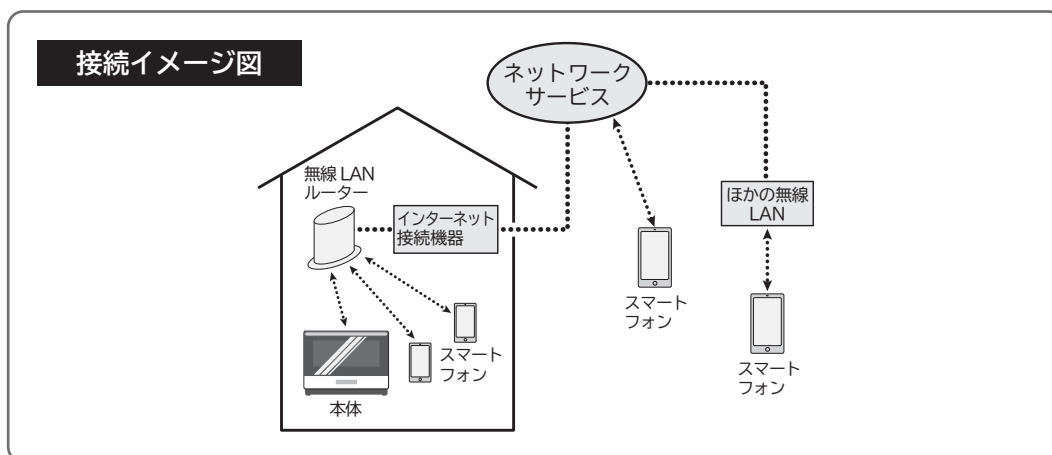 接続イメージ図
ネットワーク
サービス
無線 LAN
ルーター
インターネット
接続機器
ほかの無線
LAN
スマート
フォン
スマート
フォン
スマート
フォン
本体